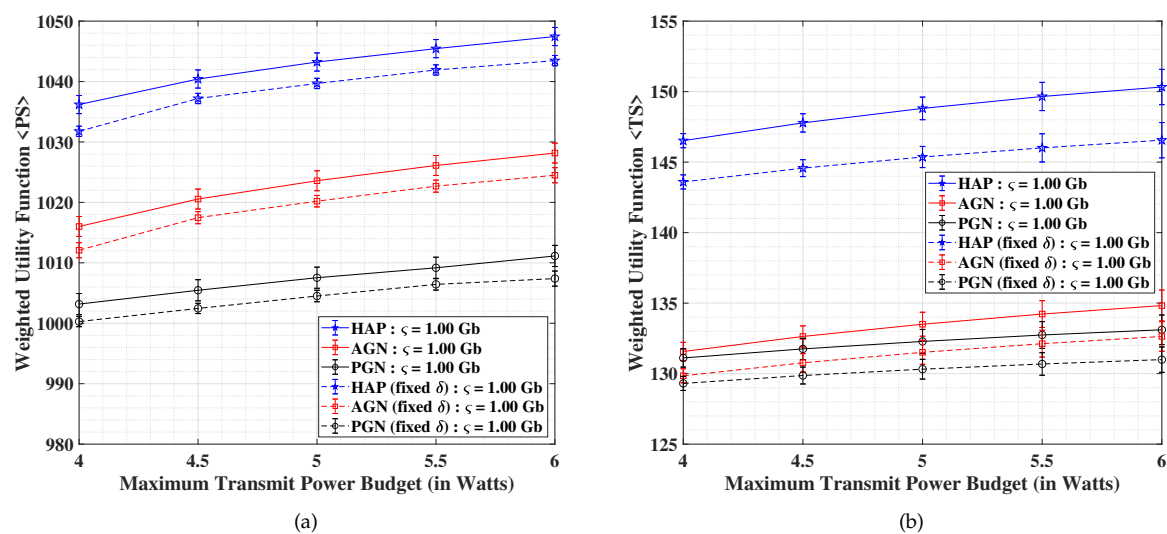 1050
1040
1030
1020
1010
1000
990
980
Weighted Utility Function <PS>
HAP : ς = 1.00 Gb
AGN : ς = 1.00 Gb
PGN : ς = 1.00 Gb
HAP (fixed δ) : ς = 1.00 Gb
AGN (fixed δ) : ς = 1.00 Gb
PGN (fixed δ) : ς = 1.00 Gb
4 4.5 5 5.5 6
Maximum Transmit Power Budget (in Watts)
(a)
155
150
145
140
135
130
125
Weighted Utility Function <TS>
HAP : ς = 1.00 Gb
AGN : ς = 1.00 Gb
PGN : ς = 1.00 Gb
HAP (fixed δ) : ς = 1.00 Gb
AGN (fixed δ) : ς = 1.00 Gb
PGN (fixed δ) : ς = 1.00 Gb
4 4.5 5 5.5 6
Maximum Transmit Power Budget (in Watts)
(b)